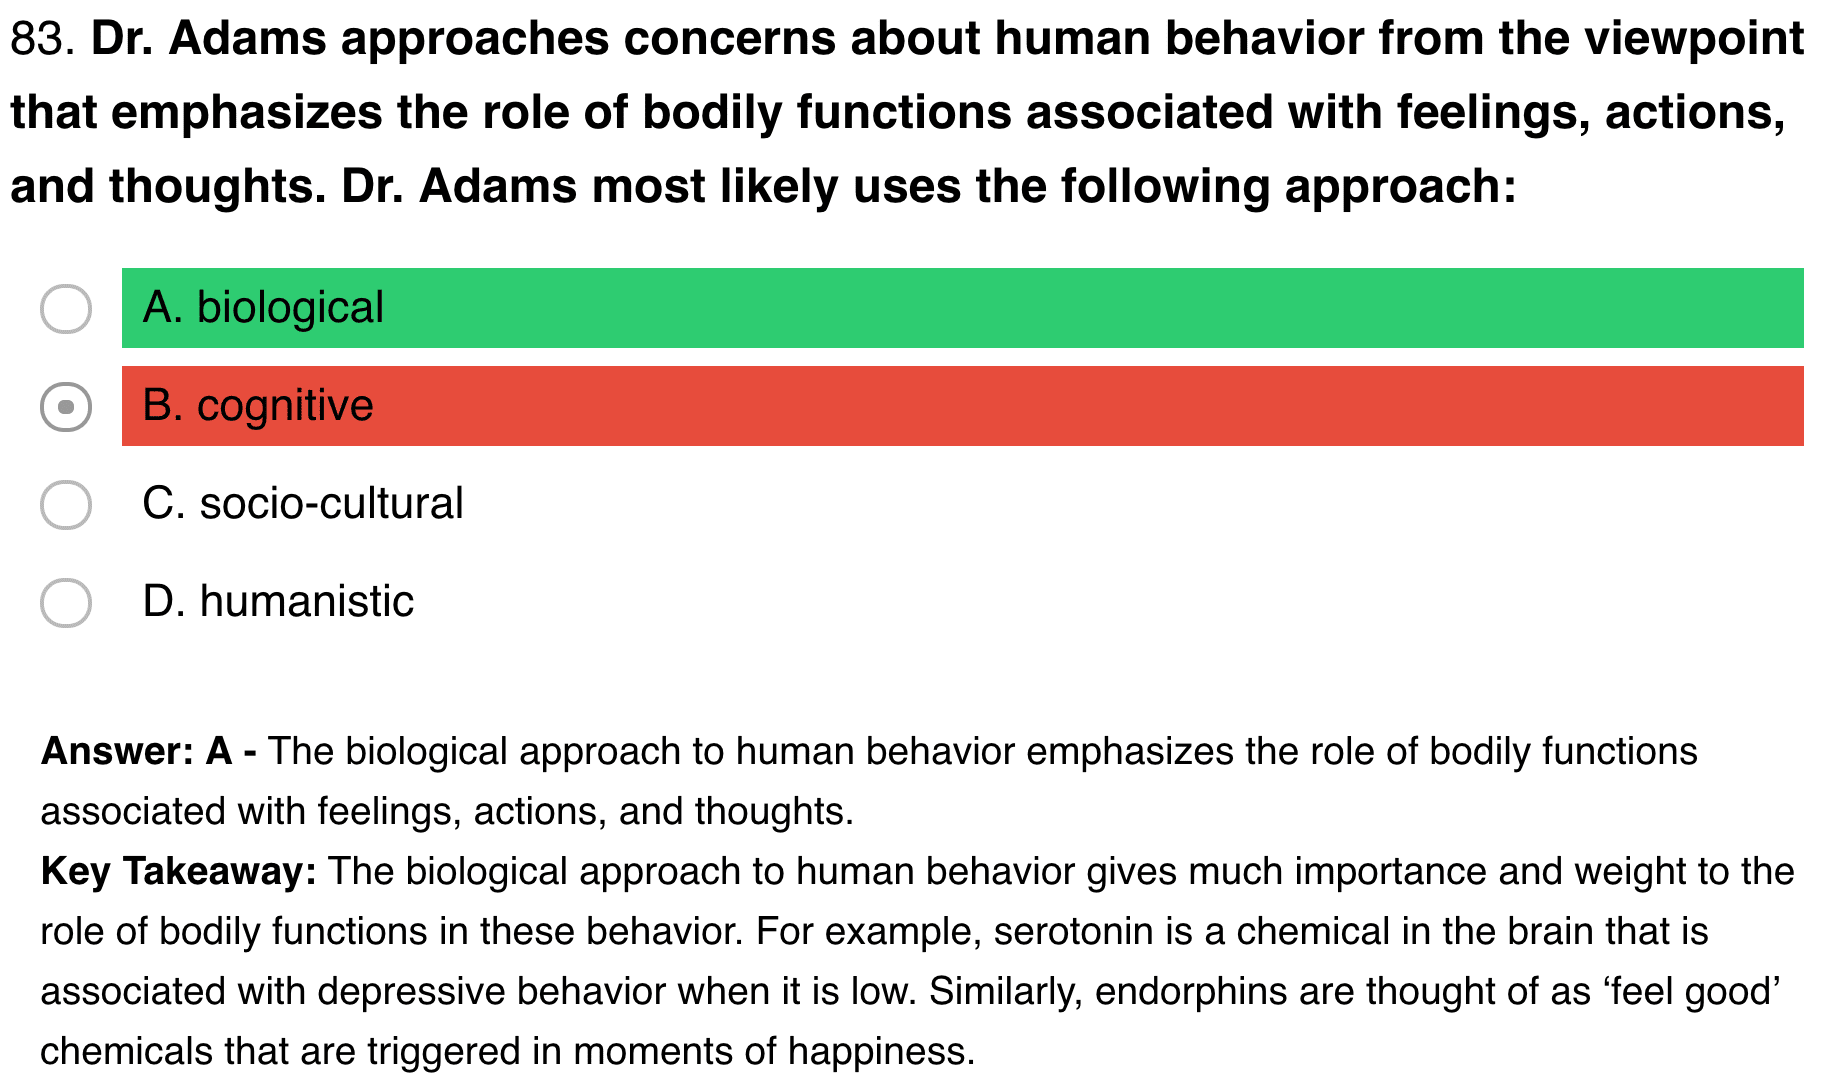 83. Dr. Adams approaches concerns about human behavior from the viewpoint
that emphasizes the role of bodily functions associated with feelings, actions,
and thoughts. Dr. Adams most likely uses the following approach:
A. biological
B. cognitive
C. socio-cultural
D. humanistic
Answer: A - The biological approach to human behavior emphasizes the role of bodily functions
associated with feelings, actions, and thoughts.
Key Takeaway: The biological approach to human behavior gives much importance and weight to the
role of bodily functions in these behavior. For example, serotonin is a chemical in the brain that is
associated with depressive behavior when it is low. Similarly, endorphins are thought of as ‘feel good’
chemicals that are triggered in moments of happiness.